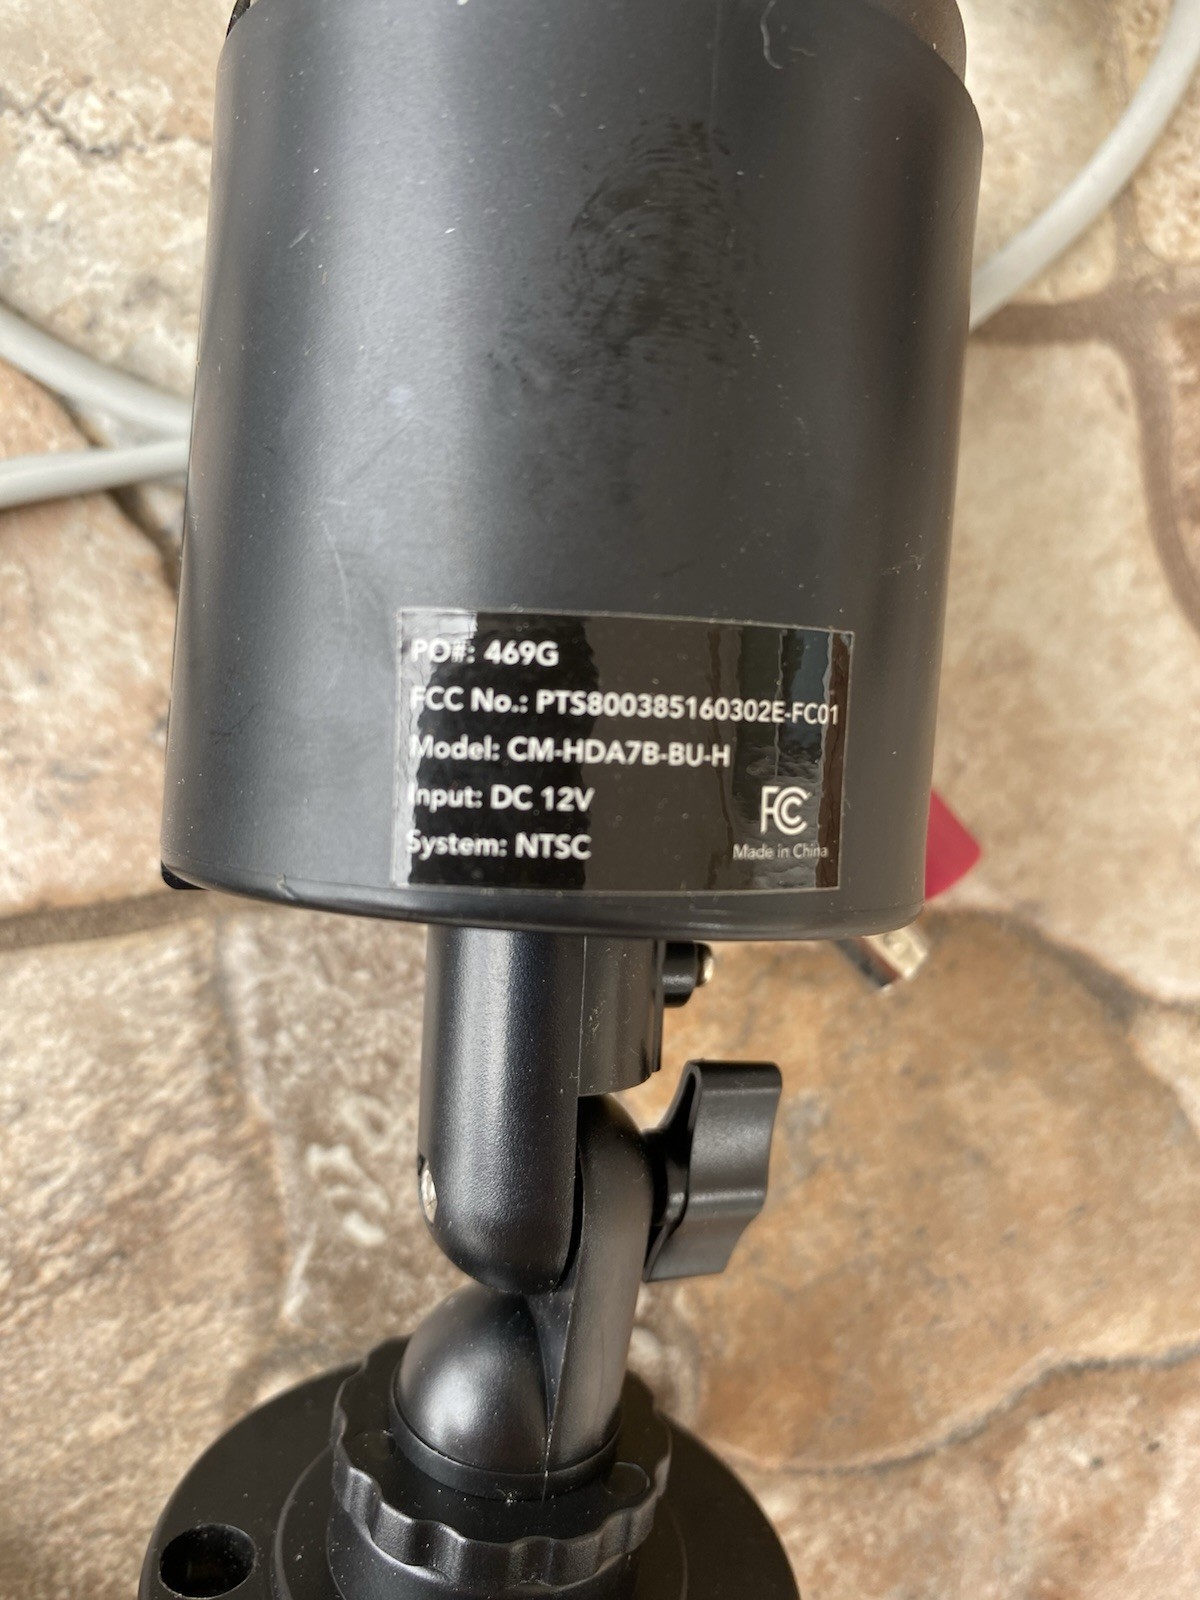 PO#: 469G
FCC No.: PTS800385160302E-FC01
Model: CM-HDA7B-BU-H
Input: DC 12V
System: NTSC
FC
Made in China